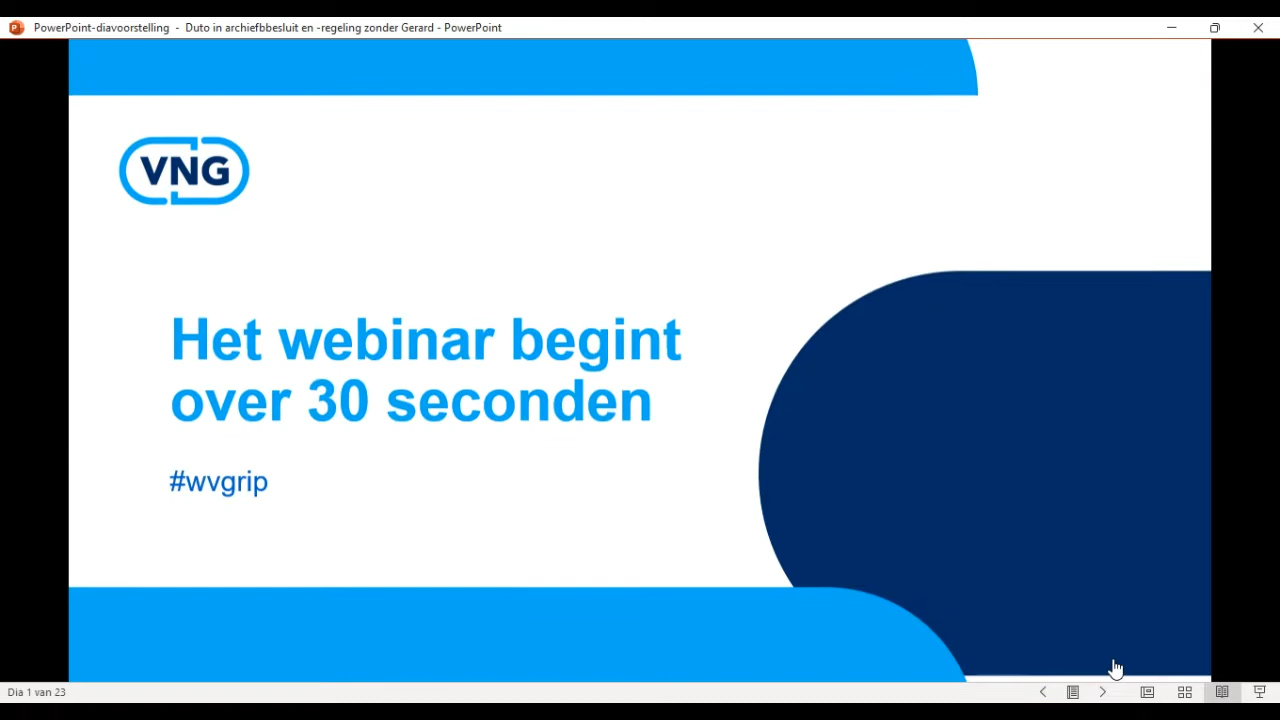 PowerPoint-diavoorstelling - Duto in archiefbbesluit en -regeling zonder Gerard - PowerPoint
VNG
Het webinar begint
over 30 seconden
#wvgrip
Dia 1 van 23